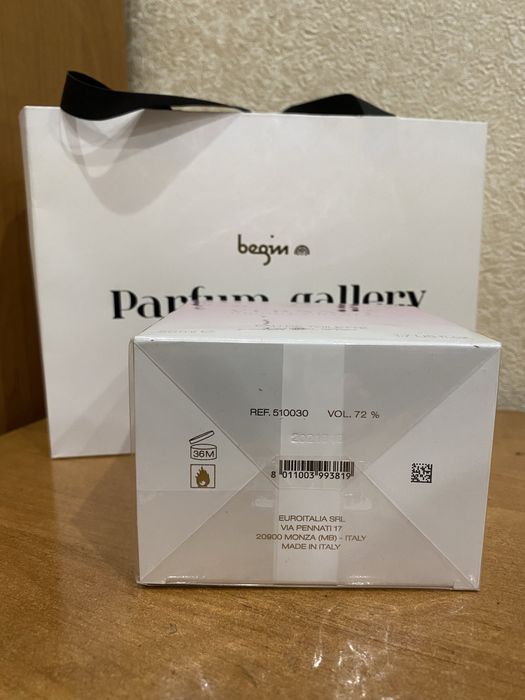 begin
Parfum gallery
REF. 510030 VOL. 72 %
36M
8 011003 993819
EUROITALIA SRL
VIA PENNATI 17
20900 MONZA (MB) - ITALY
MADE IN ITALY